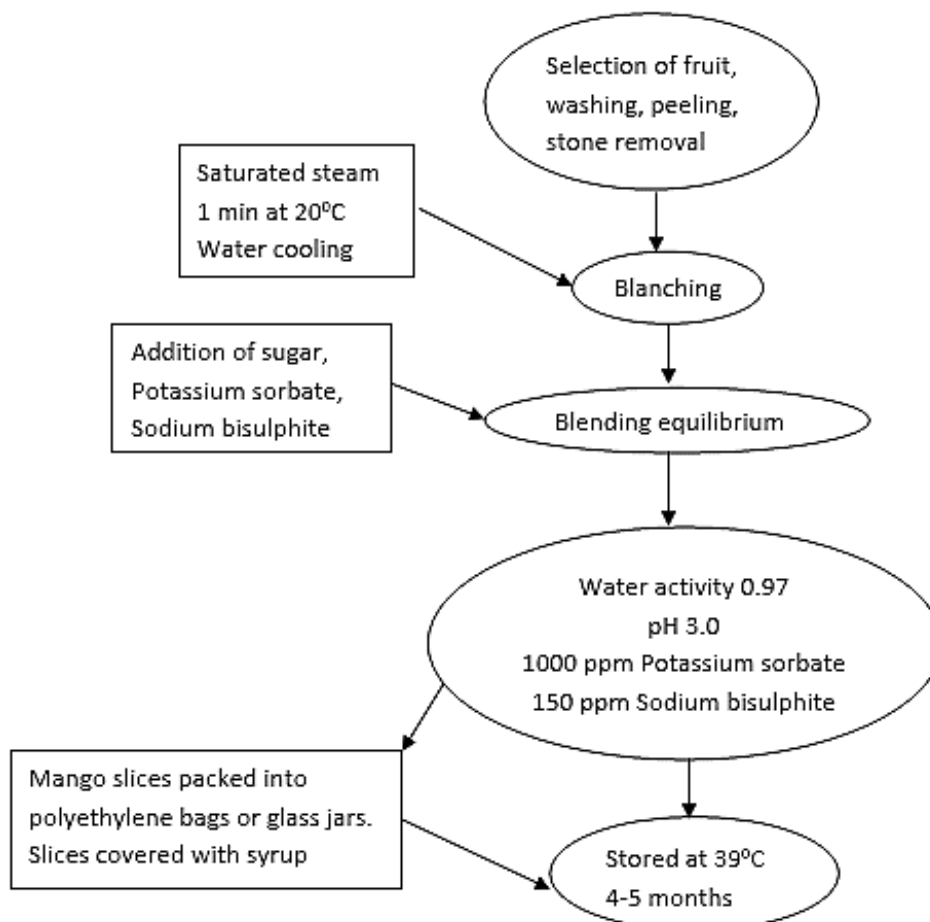 Selection of fruit,
washing, peeling,
stone removal
Saturated steam
1 min at 20⁰C
Water cooling
Blanching
Addition of sugar,
Potassium sorbate,
Sodium bisulphite
Blending equilibrium
Water activity 0.97
pH 3.0
1000 ppm Potassium sorbate
150 ppm Sodium bisulphite
Mango slices packed into
polyethylene bags or glass jars.
Slices covered with syrup
Stored at 39⁰C
4-5 months